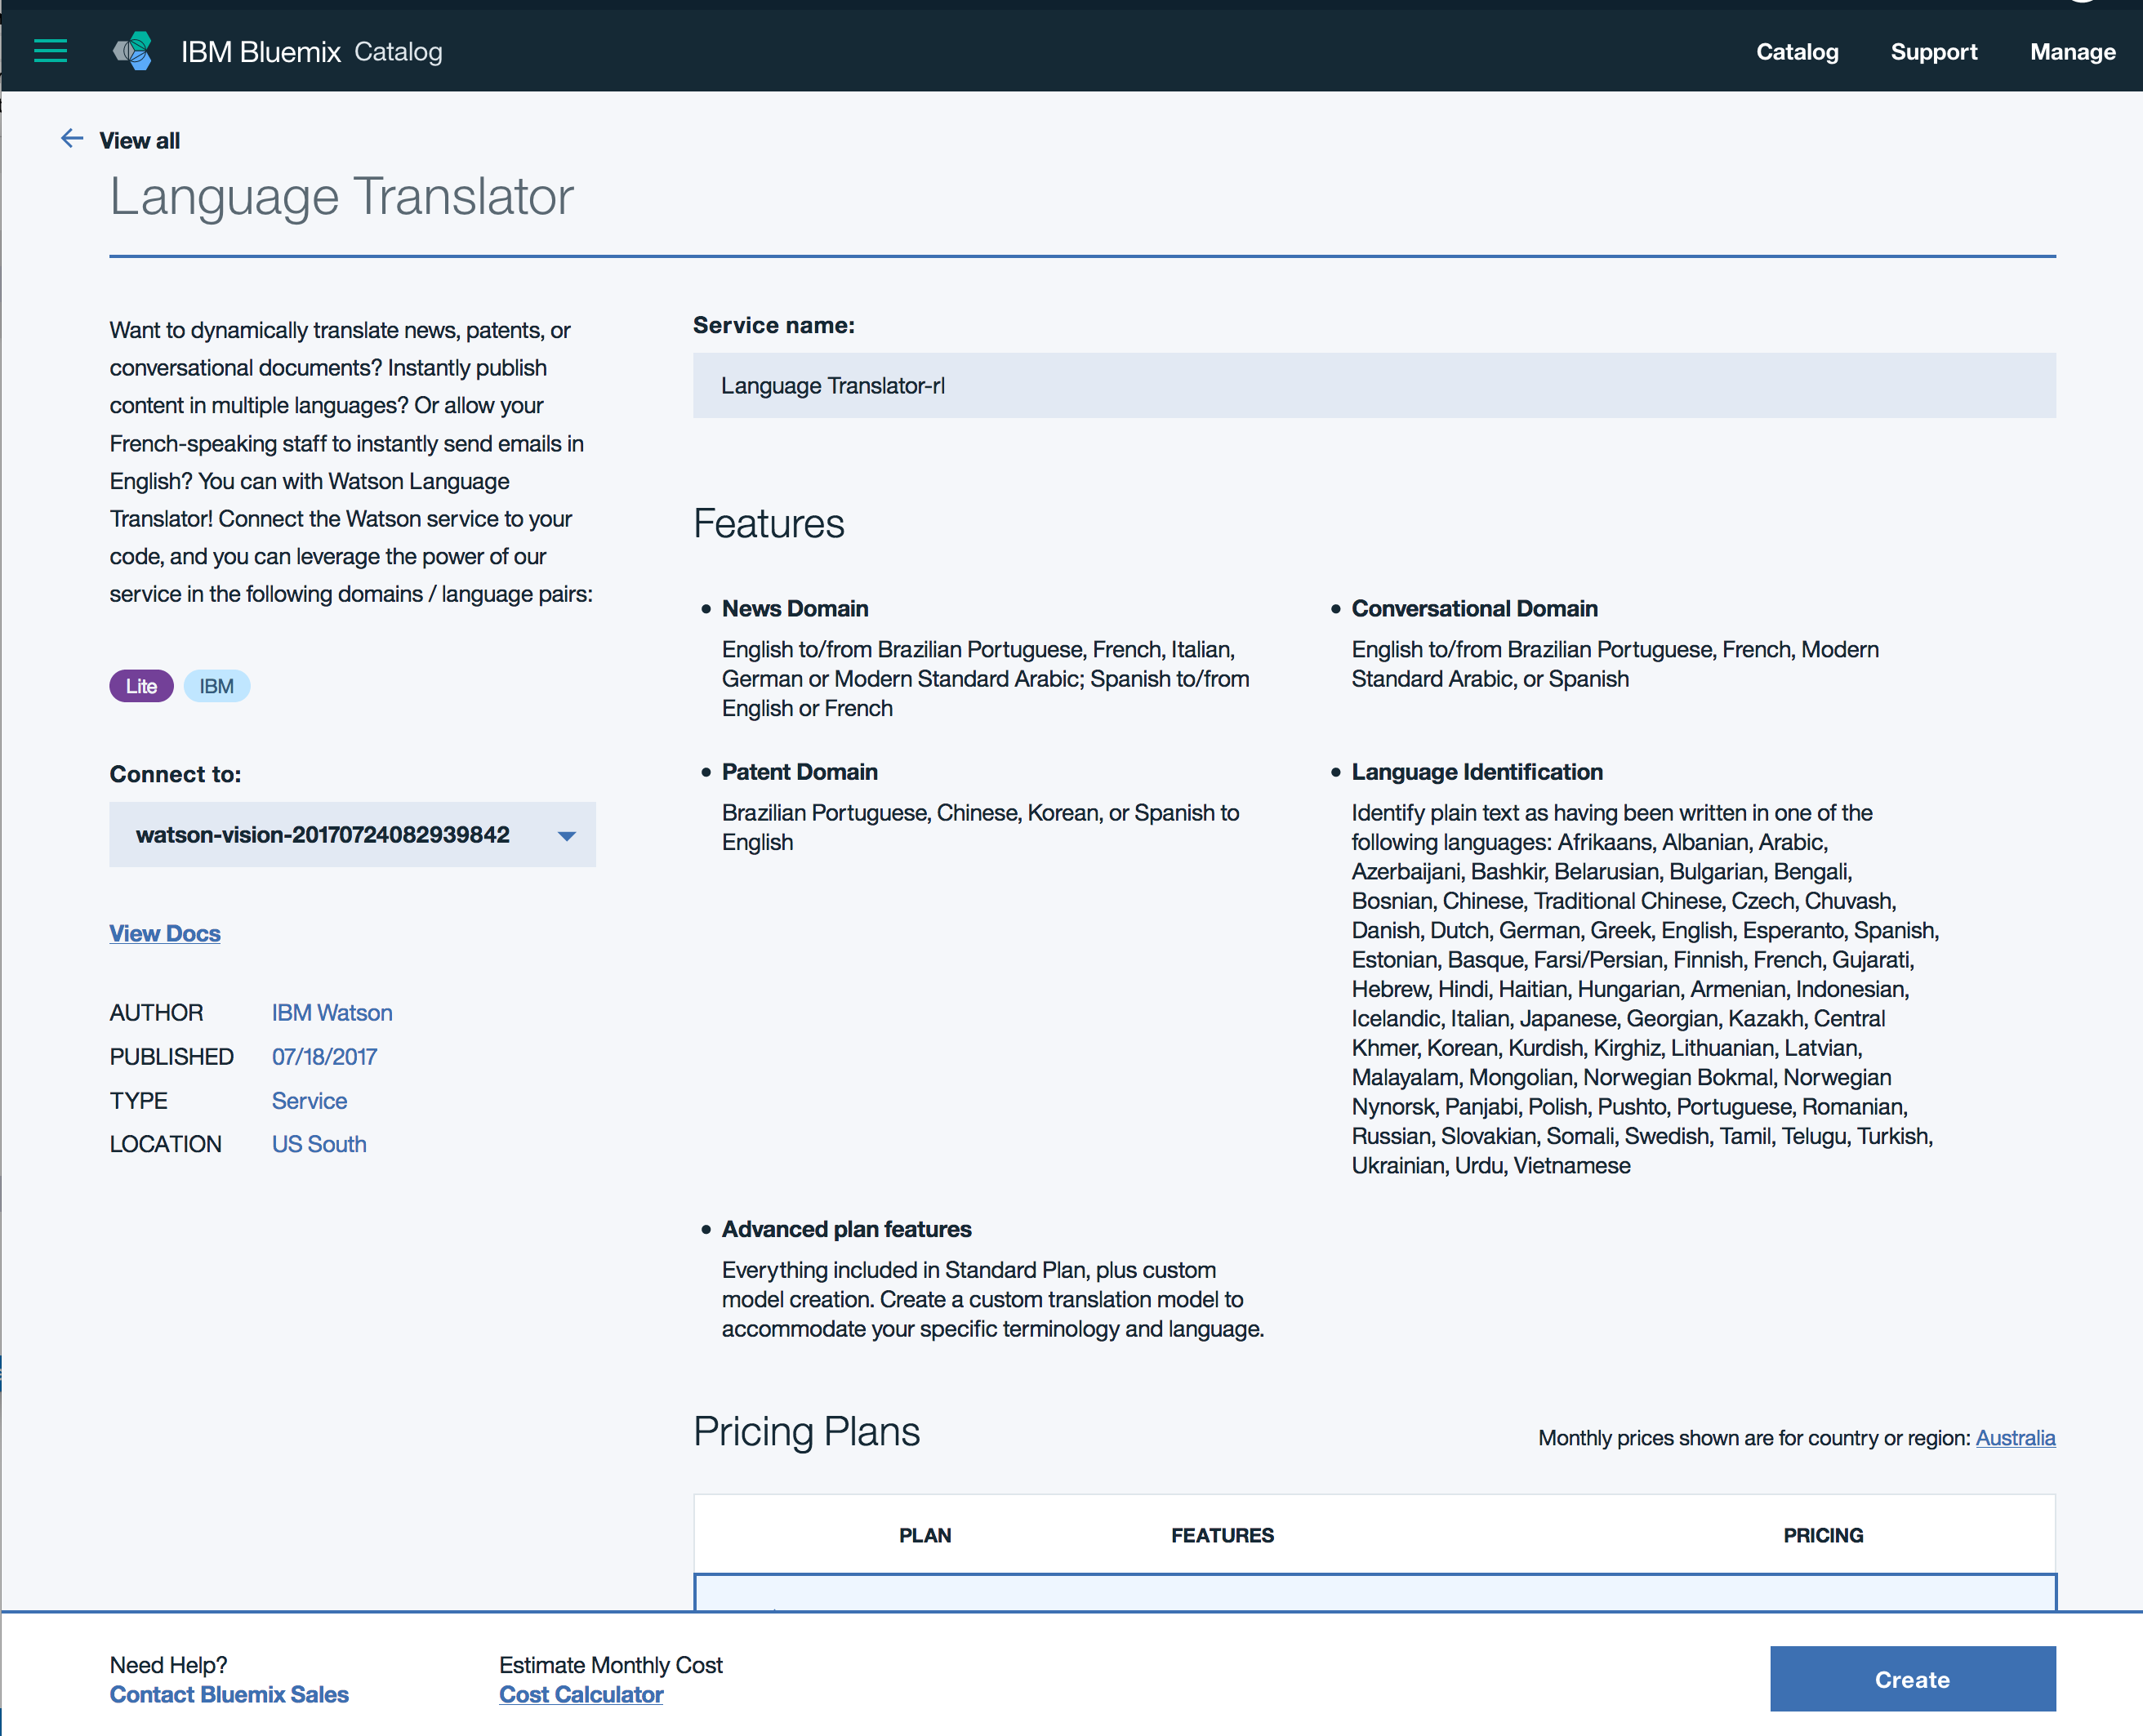 IBM Bluemix Catalog
Catalog
Support
Manage
View all
Language Translator
Want to dynamically translate news, patents, or
conversational documents? Instantly publish
content in multiple languages? Or allow your
French-speaking staff to instantly send emails in
English? You can with Watson Language
Translator! Connect the Watson service to your
code, and you can leverage the power of our
service in the following domains / language pairs:
Lite
IBM
Connect to:
watson-vision-20170724082939842
View Docs
AUTHOR IBM Watson
PUBLISHED 07/18/2017
TYPE Service
LOCATION US South
Service name:
Language Translator-rl
Features
• News Domain
English to/from Brazilian Portuguese, French, Italian,
German or Modern Standard Arabic; Spanish to/from
English or French
• Conversational Domain
English to/from Brazilian Portuguese, French, Modern
Standard Arabic, or Spanish
• Patent Domain
Brazilian Portuguese, Chinese, Korean, or Spanish to
English
• Language Identification
Identify plain text as having been written in one of the
following languages: Afrikaans, Albanian, Arabic,
Azerbaijani, Bashkir, Belarusian, Bulgarian, Bengali,
Bosnian, Chinese, Traditional Chinese, Czech, Chuvash,
Danish, Dutch, German, Greek, English, Esperanto, Spanish,
Estonian, Basque, Farsi/Persian, Finnish, French, Gujarati,
Hebrew, Hindi, Haitian, Hungarian, Armenian, Indonesian,
Icelandic, Italian, Japanese, Georgian, Kazakh, Central
Khmer, Korean, Kurdish, Kirghiz, Lithuanian, Latvian,
Malayalam, Mongolian, Norwegian Bokmal, Norwegian
Nynorsk, Panjabi, Polish, Pushto, Portuguese, Romanian,
Russian, Slovakian, Somali, Swedish, Tamil, Telugu, Turkish,
Ukrainian, Urdu, Vietnamese
• Advanced plan features
Everything included in Standard Plan, plus custom
model creation. Create a custom translation model to
accommodate your specific terminology and language.
Pricing Plans
Monthly prices shown are for country or region: Australia
PLAN FEATURES PRICING
Need Help?
Contact Bluemix Sales
Estimate Monthly Cost
Cost Calculator
Create